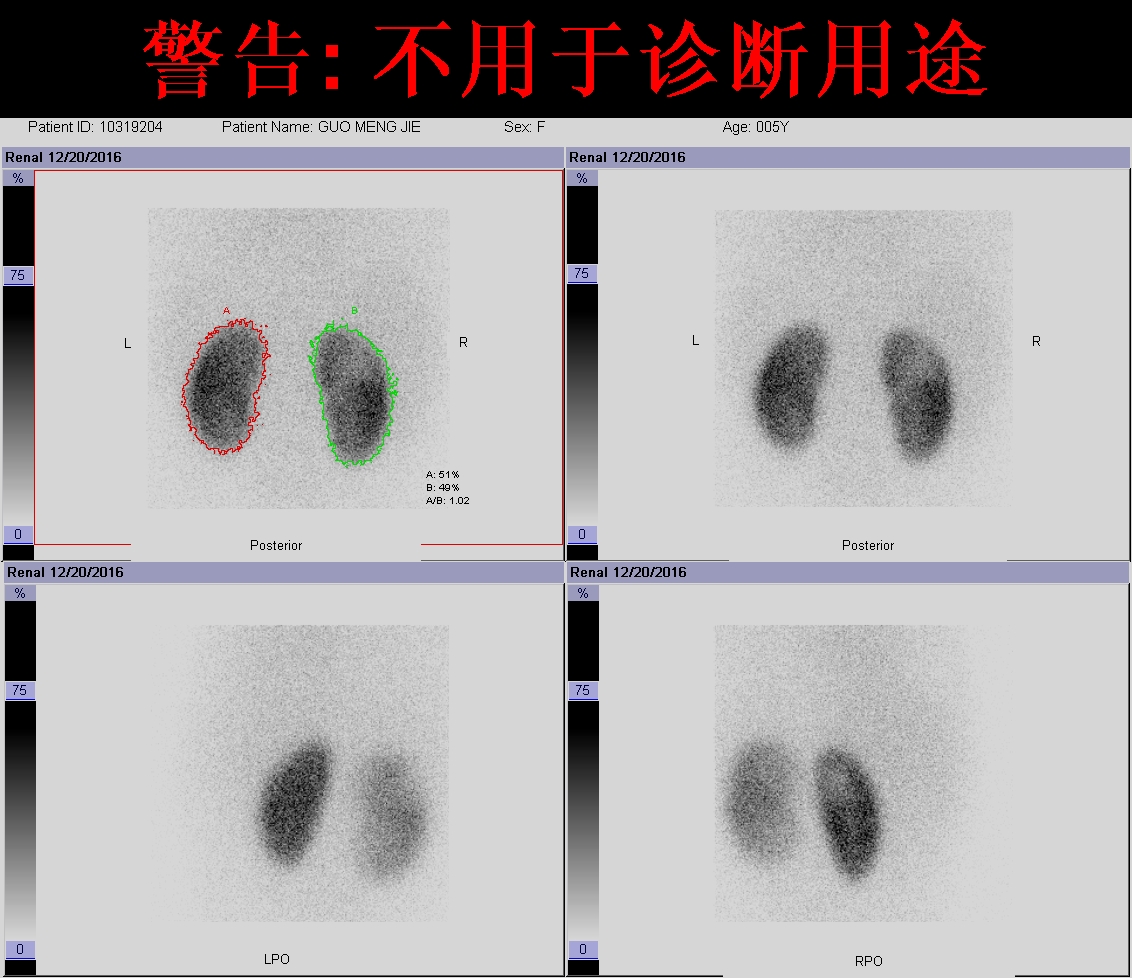 警告: 不用于诊断用途
Patient ID: 10319204 Patient Name: GUO MENG JIE Sex: F Age: 005Y
Renal 12/20/2016
%
75
0
A
B
L
R
A: 51%
B: 49%
A/B: 1.02
Posterior
Renal 12/20/2016
%
75
0
L
R
Posterior
Renal 12/20/2016
%
75
0
LPO
Renal 12/20/2016
%
75
0
RPO